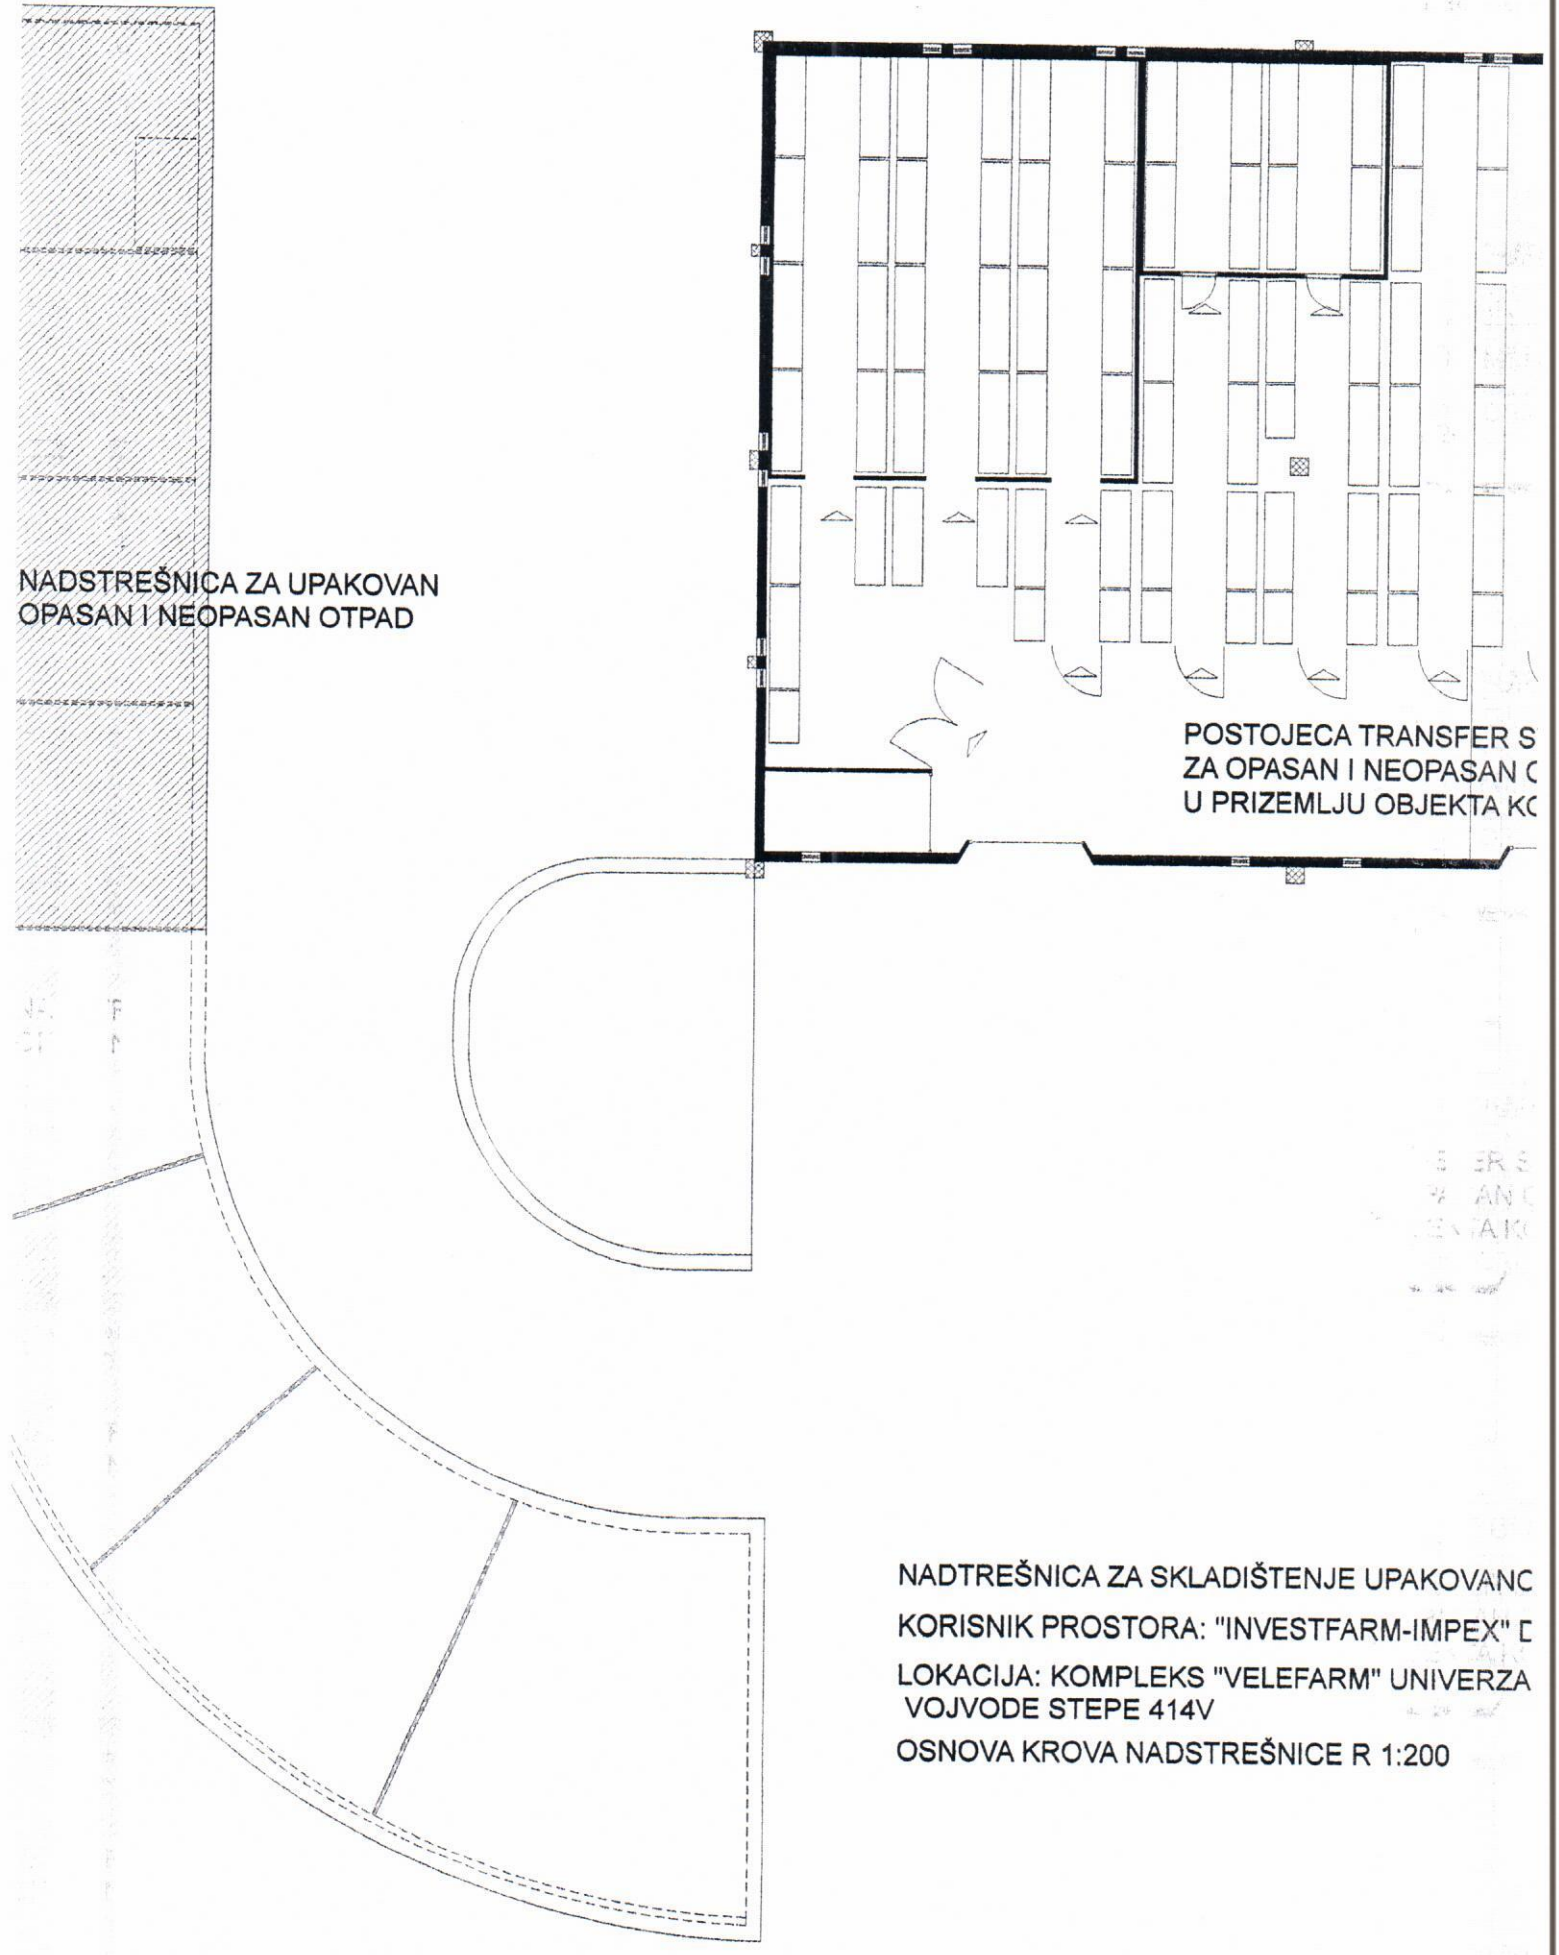 NADSTREŠNICA ZA UPAKOVAN
OPASAN I NEOPASAN OTPAD
POSTOJECA TRANSFER S
ZA OPASAN I NEOPASAN
U PRIZEMLJU OBJEKTA
NADTREŠNICA ZA SKLADIŠTENJE
KORISNIK PROSTORA: "INVESTFARM-IMPEX"
LOKACIJA: KOMPLEKS "VELEFARM" UNIVERZA
VOJVODE STEPE 414V
OSNOVA KROVA NADSTREŠNICE R 1:200